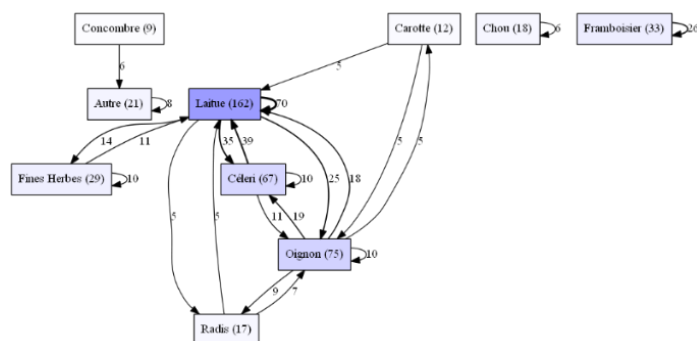 Concombre (9)
Carotte (12)
Chou (18)
6
Framboisier (33)
26
6
5
Autre (21)
8
Laitue (162)
70
14
11
35
39
5
5
Fines Herbes (29)
10
Céleri (67)
10
25
18
5
5
11
19
Oignon (75)
10
9
7
Radis (17)